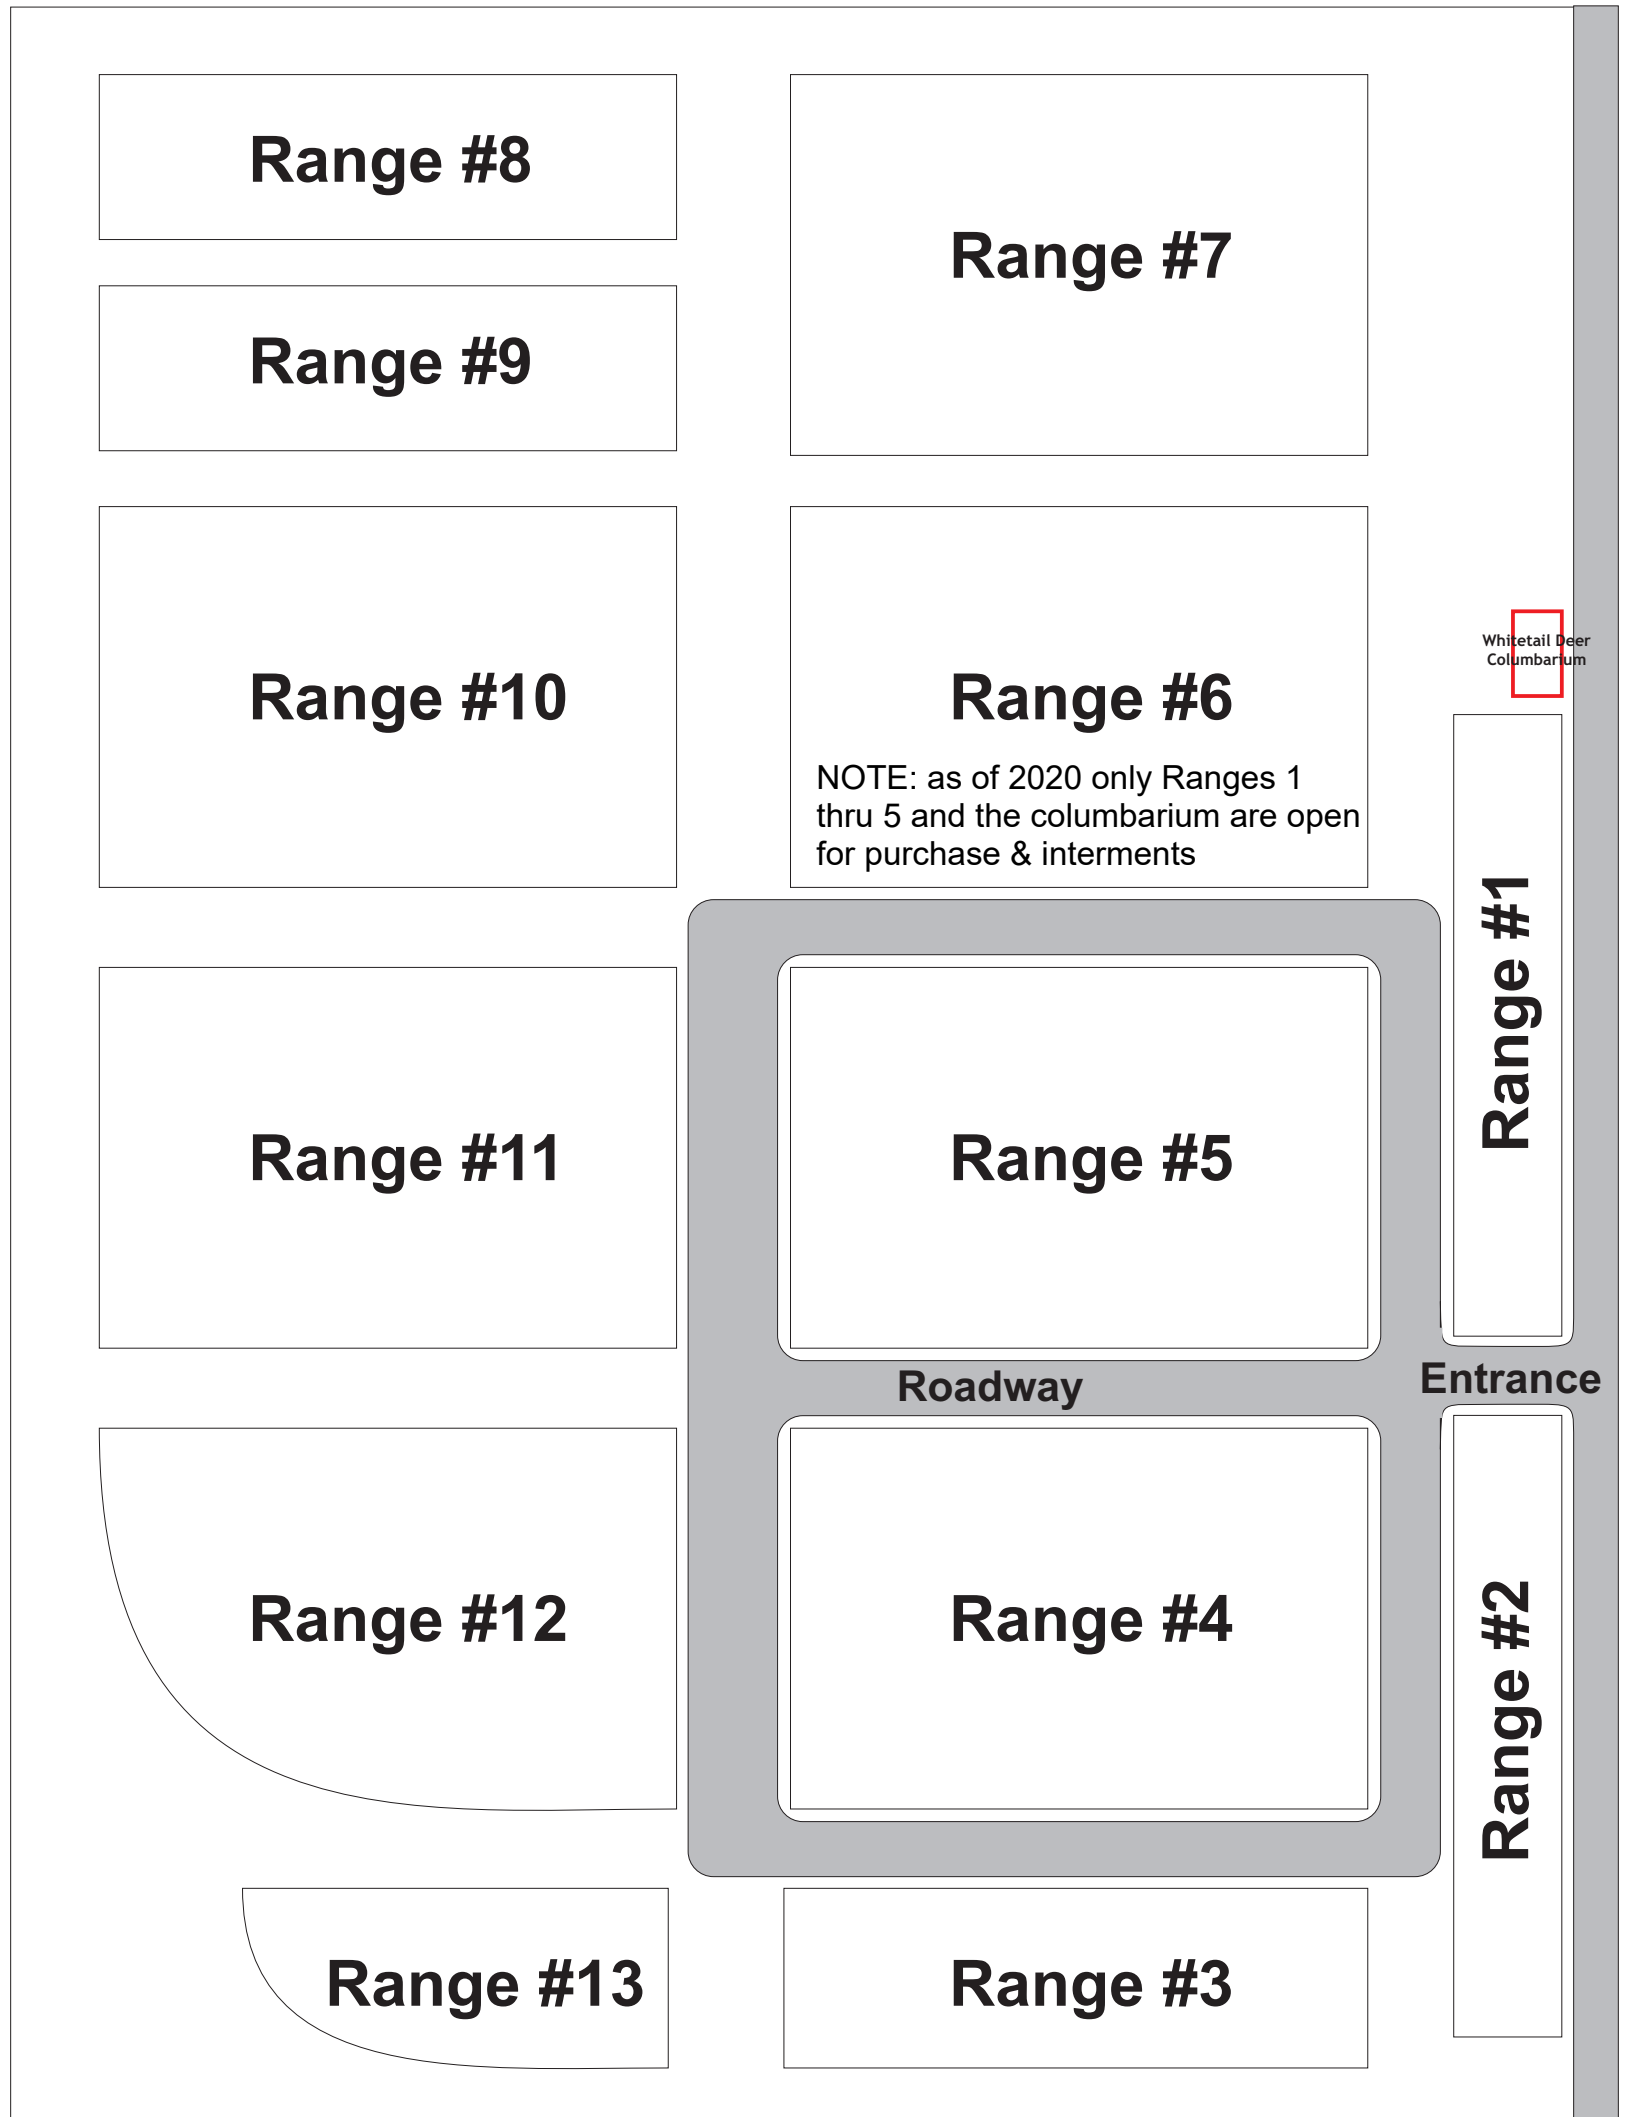 Range #8
Range #7
Range #9
Whitetail Deer
Columbarium
Range #10
Range #6
NOTE: as of 2020 only Ranges 1
thru 5 and the columbarium are open
for purchase & interments
Range #1
Range #11
Range #5
Roadway
Entrance
Range #12
Range #4
Range #2
Range #13
Range #3